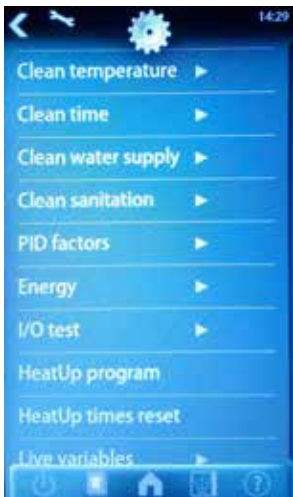 14:29
Clean temperature
Clean time
Clean water supply
Clean sanitation
PID factors
Energy
I/O test
HeatUp program
HeatUp times reset
Live variables
?